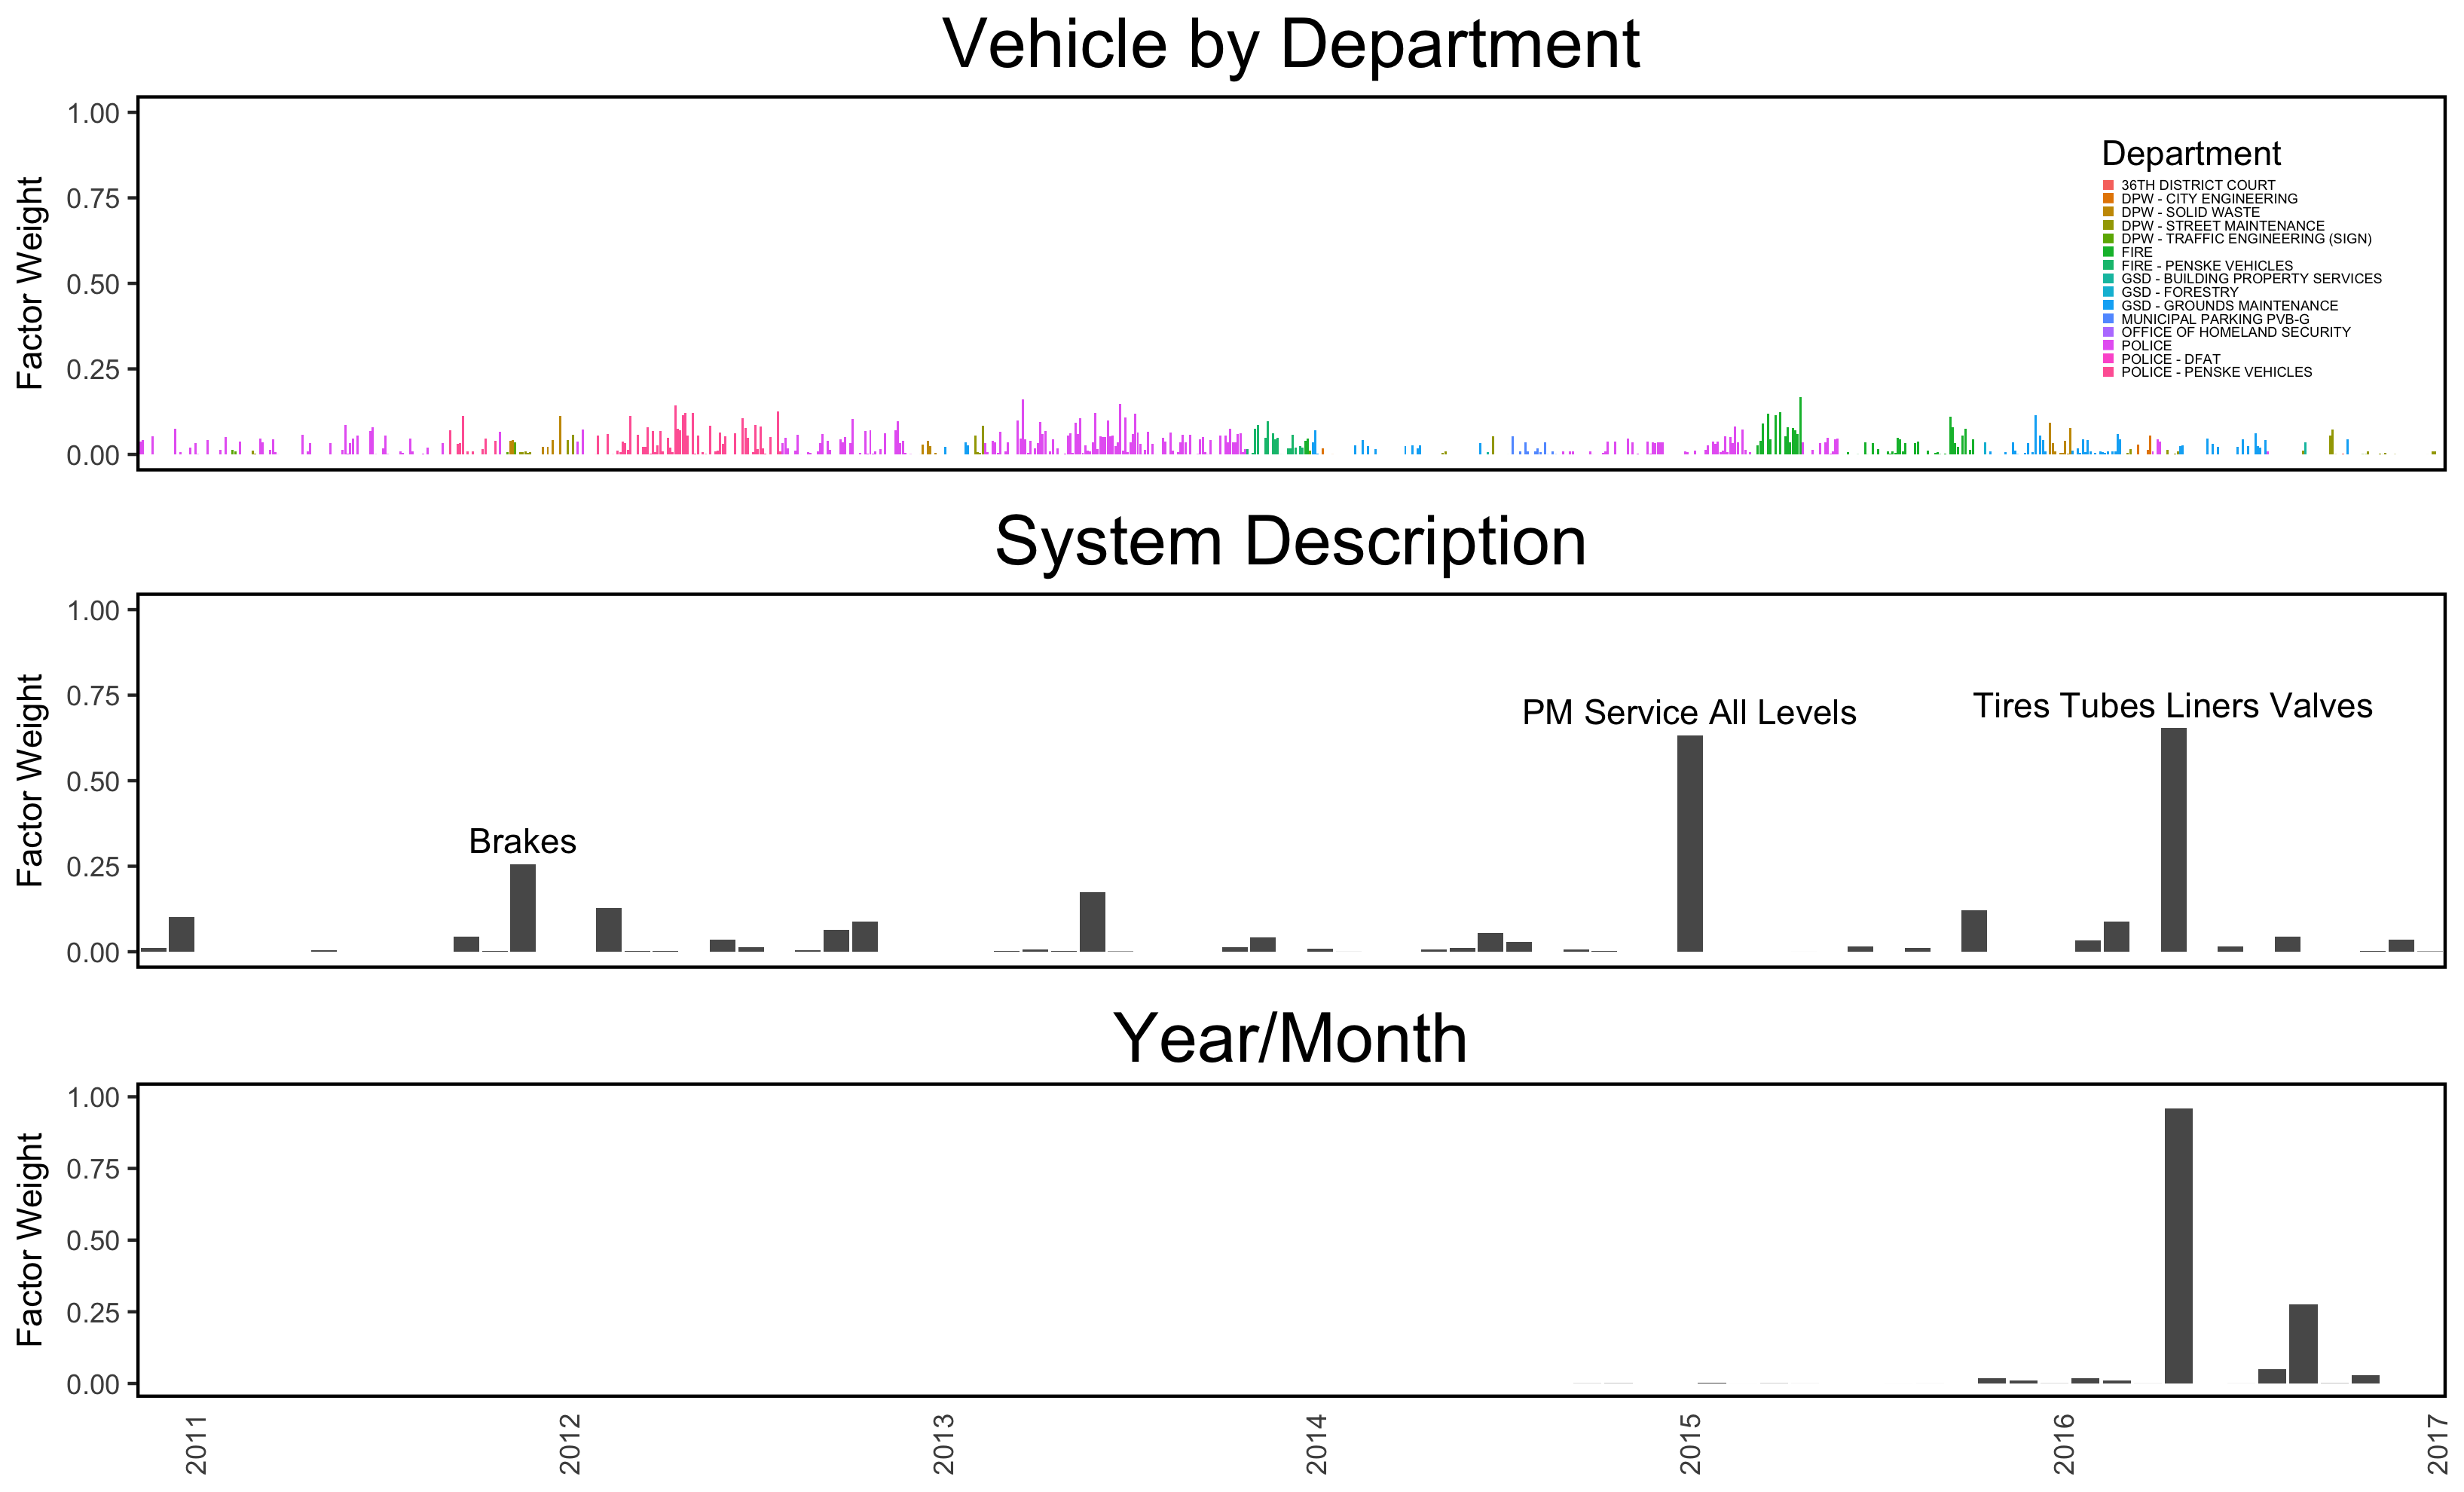 Vehicle by Department
Factor Weight
1.00
0.75
0.50
0.25
0.00
Department
36TH DISTRICT COURT
DPW - CITY ENGINEERING
DPW - SOLID WASTE
DPW - STREET MAINTENANCE
DPW - TRAFFIC ENGINEERING (SIGN)
FIRE
FIRE - PENSKE VEHICLES
GSD - BUILDING PROPERTY SERVICES
GSD - FORESTRY
GSD - GROUNDS MAINTENANCE
MUNICIPAL PARKING PVB-G
OFFICE OF HOMELAND SECURITY
POLICE
POLICE - DFAT
POLICE - PENSKE VEHICLES
System Description
Factor Weight
1.00
0.75
0.50
0.25
0.00
Brakes
PM Service All Levels
Tires Tubes Liners Valves
Year/Month
Factor Weight
1.00
0.75
0.50
0.25
0.00
2011
2012
2013
2014
2015
2016
2017